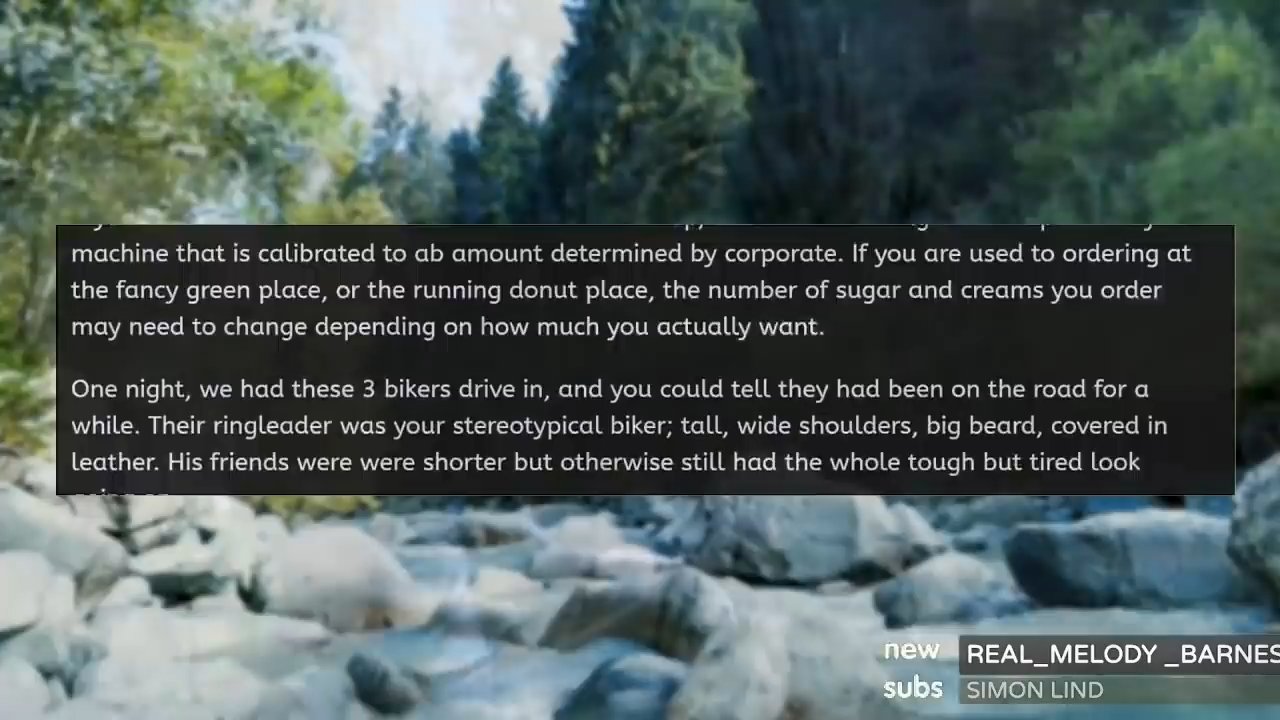 machine that is calibrated to ab amount determined by corporate. If you are used to ordering at
the fancy green place, or the running donut place, the number of sugar and creams you order
may need to change depending on how much you actually want.
One night, we had these 3 bikers drive in, and you could tell they had been on the road for a
while. Their ringleader was your stereotypical biker; tall, wide shoulders, big beard, covered in
leather. His friends were were shorter but otherwise still had the whole tough but tired look
new
REAL_MELODY _BARNES
subs
SIMON LIND